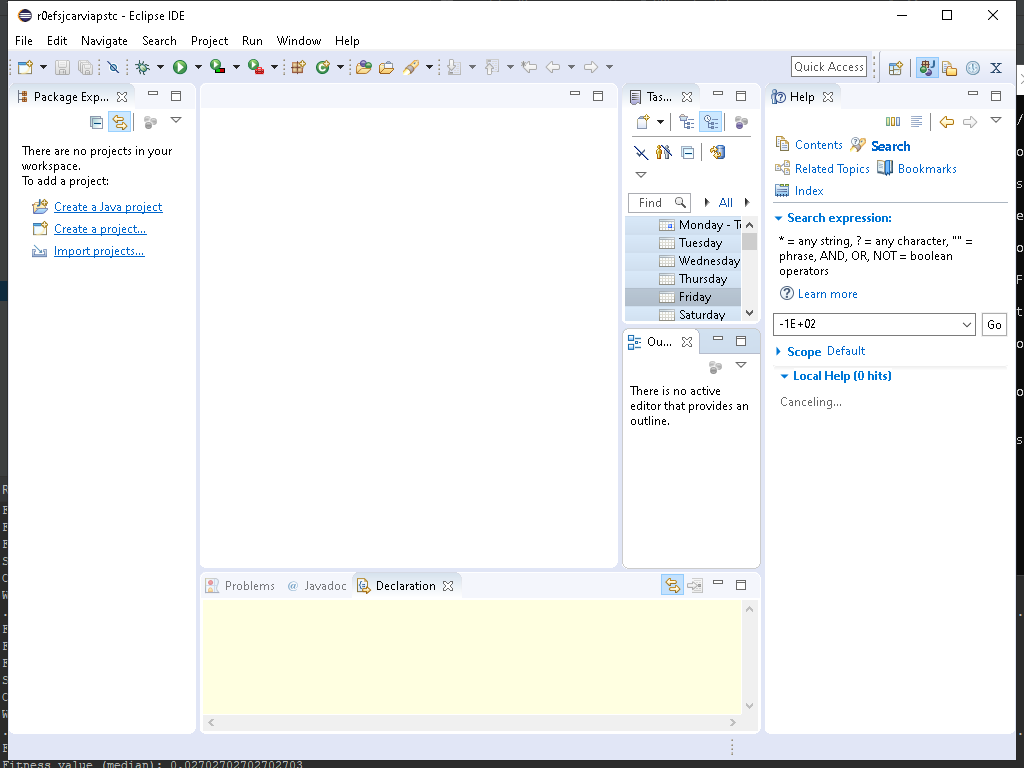 r0efsjcarviapstc - Eclipse IDE
File Edit Navigate Search Project Run Window Help
Quick Access
Package Exp...
There are no projects in your
workspace.
To add a project:
Create a Java project
Create a project...
Import projects...
Tas...
Find
All
Monday - T
Tuesday
Wednesday
Thursday
Friday
Saturday
Ou...
There is no active
editor that provides an
outline.
Help
Contents Search
Related Topics Bookmarks
Index
Search expression:
* = any string, ? = any character, "" =
phrase, AND, OR, NOT = boolean
operators
Learn more
-1E+02
Go
Scope Default
Local Help (0 hits)
Canceling...
Problems @ Javadoc Declaration
Fitness value (median): 0.02702702702702703